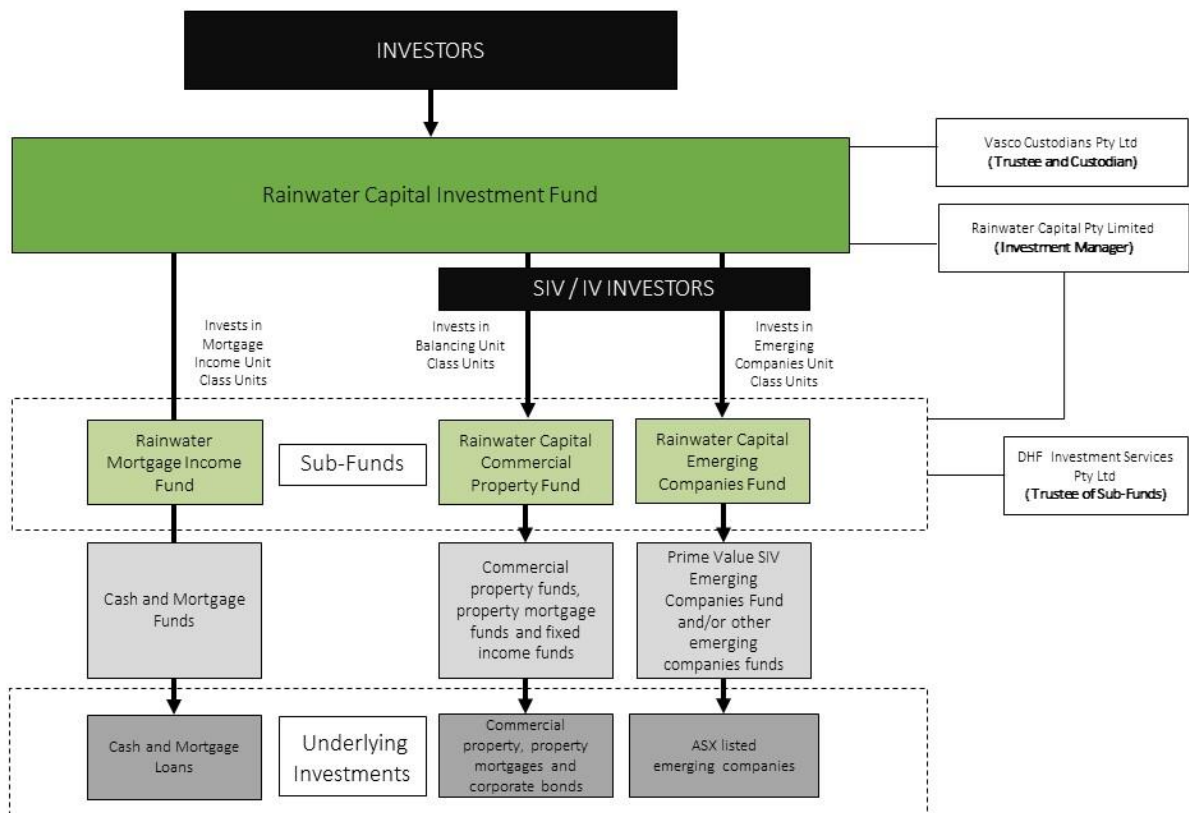 INVESTORS
Rainwater Capital Investment Fund
Vasco Custodians Pty Ltd
(Trustee and Custodian)
Rainwater Capital Pty Limited
(Investment Manager)
SIV / IV INVESTORS
Invests in
Mortgage
Income Unit
Class Units
Invests in
Balancing Unit
Class Units
Invests in
Emerging
Companies Unit
Class Units
Rainwater
Mortgage Income
Fund
Sub-Funds
Rainwater Capital
Commercial
Property Fund
Rainwater Capital
Emerging
Companies Fund
DHF Investment Services
Pty Ltd
(Trustee of Sub-Funds)
Cash and Mortgage
Funds
Commercial
property funds,
property mortgage
funds and fixed
income funds
Prime Value SIV
Emerging
Companies Fund
and/or other
emerging
companies funds
Cash and Mortgage
Loans
Underlying
Investments
Commercial
property, property
mortgages and
corporate bonds
ASX listed
emerging companies